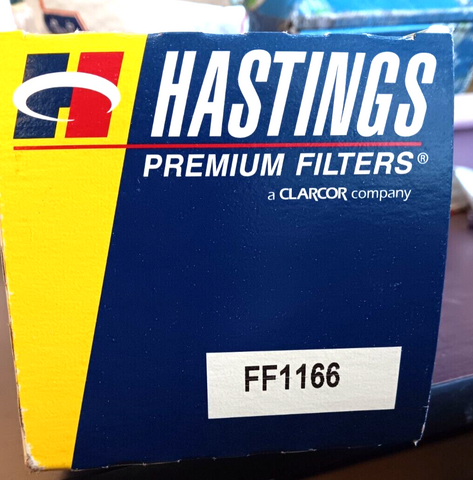 HASTINGS
PREMIUM FILTERS®
a CLARCOR company
FF1166